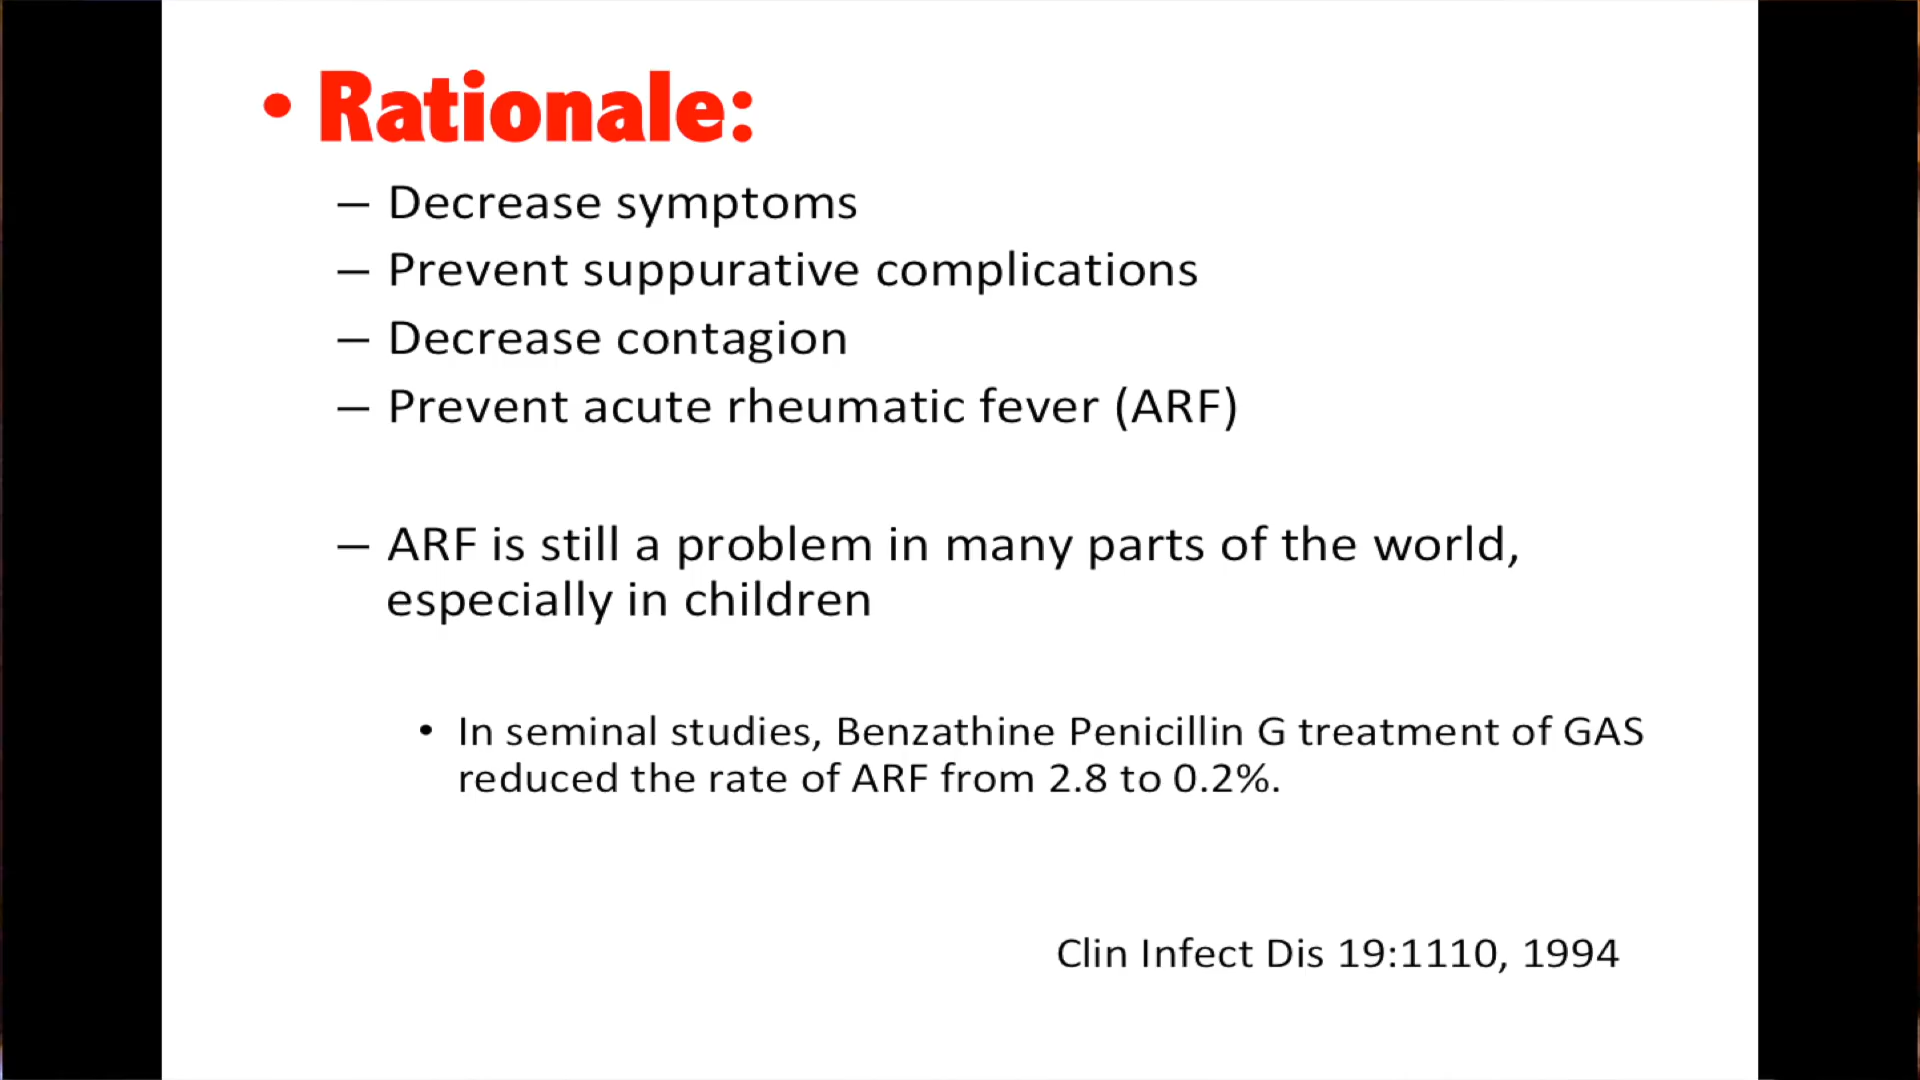 • Rationale:
– Decrease symptoms
– Prevent suppurative complications
– Decrease contagion
– Prevent acute rheumatic fever (ARF)
– ARF is still a problem in many parts of the world,
especially in children
• In seminal studies, Benzathine Penicillin G treatment of GAS
reduced the rate of ARF from 2.8 to 0.2%.
Clin Infect Dis 19:1110, 1994